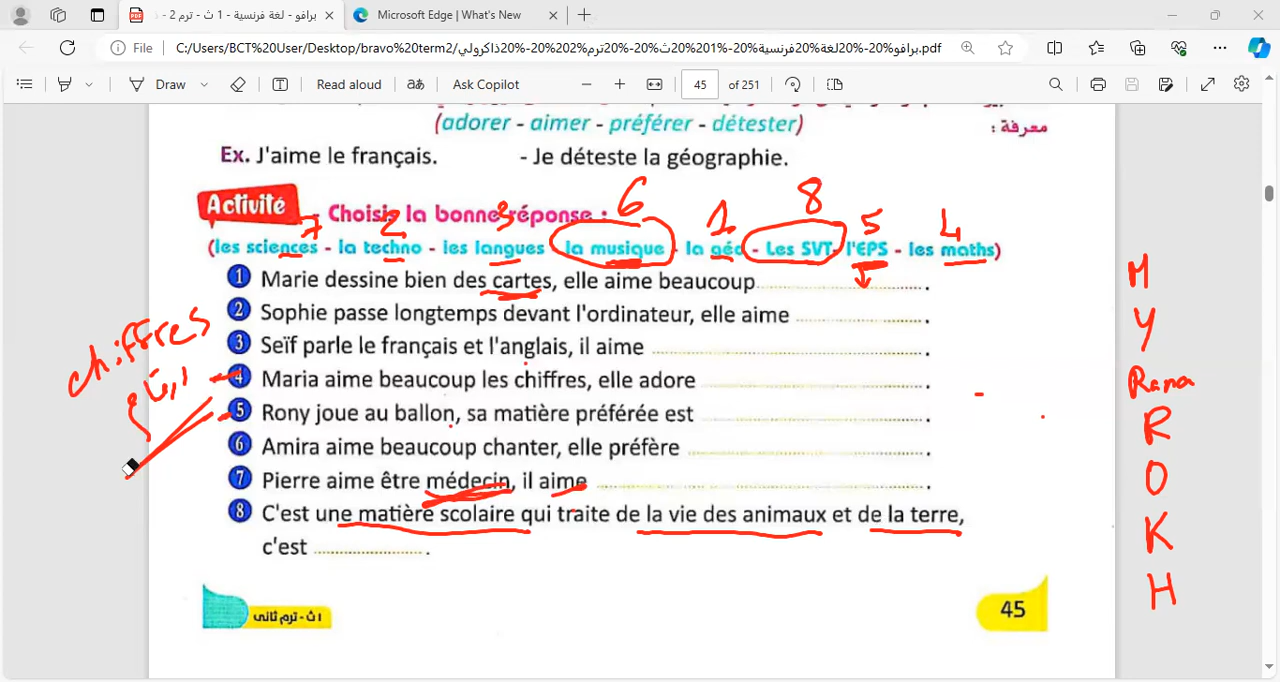 برافو - لغة فرنسية - 1 ث - ترم 2 -
Microsoft Edge | What's New
File
C:/Users/BCT%20User/Desktop/bravo%20term2/ذاكرولي%20-%20ترم2%20-%20ث%201%20-%20فرنسية%20لغة%20-%20برافو.pdf
Draw
Read aloud
Ask Copilot
45 of 251
(adorer - aimer - préférer - détester)
معرفة :
Ex. J'aime le français. - Je déteste la géographie.
Activité - Choisis la bonne réponse :
7 2 3 6 1 8 5 4
(les sciences - la techno - les langues - la musique - la géo - Les SVT - l'EPS - les maths)
1 Marie dessine bien des cartes, elle aime beaucoup .................... .
2 Sophie passe longtemps devant l'ordinateur, elle aime .................... .
3 Seïf parle le français et l'anglais, il aime .................... .
4 Maria aime beaucoup les chiffres, elle adore .................... .
5 Rony joue au ballon, sa matière préférée est .................... .
6 Amira aime beaucoup chanter, elle préfère .................... .
7 Pierre aime être médecin, il aime .................... .
8 C'est une matière scolaire qui traite de la vie des animaux et de la terre,
c'est .................... .
chiffres
H
Y
Rana
R
O
K
H
١ ث - ترم ثانى
45